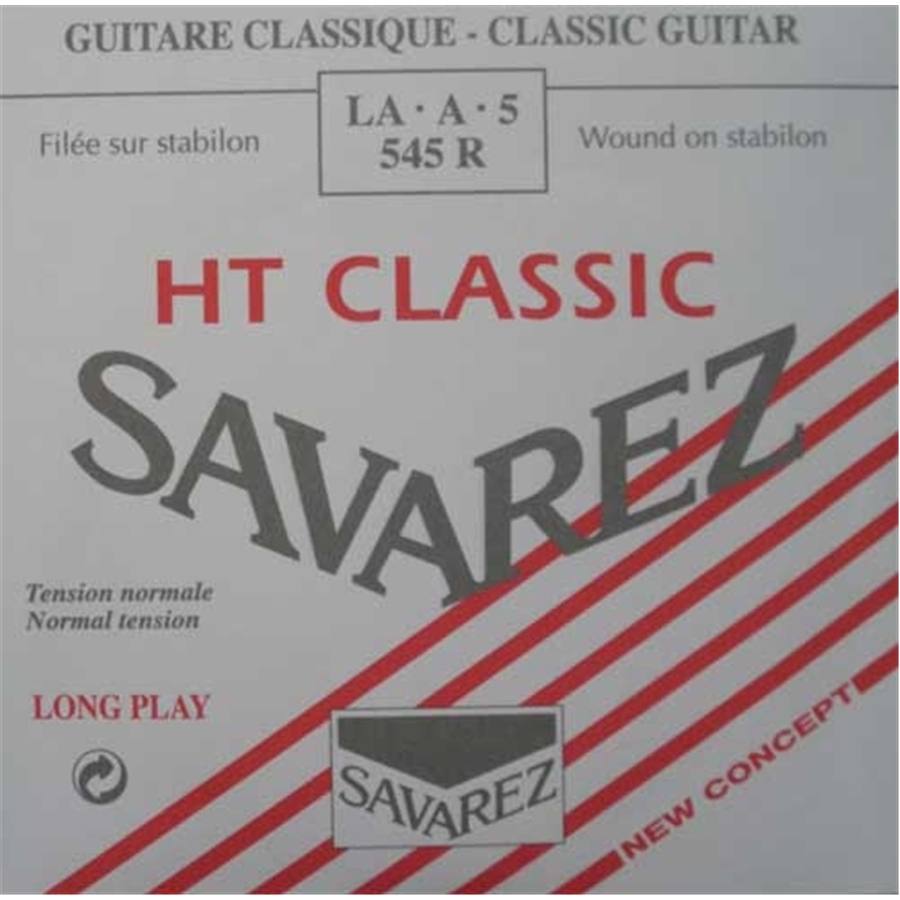 GUITARE CLASSIQUE - CLASSIC GUITAR
LA · A · 5
545 R
Filée sur stabilon
Wound on stabilon
HT CLASSIC
SAVAREZ
Tension normale
Normal tension
LONG PLAY
SAVAREZ
NEW CONCEPT